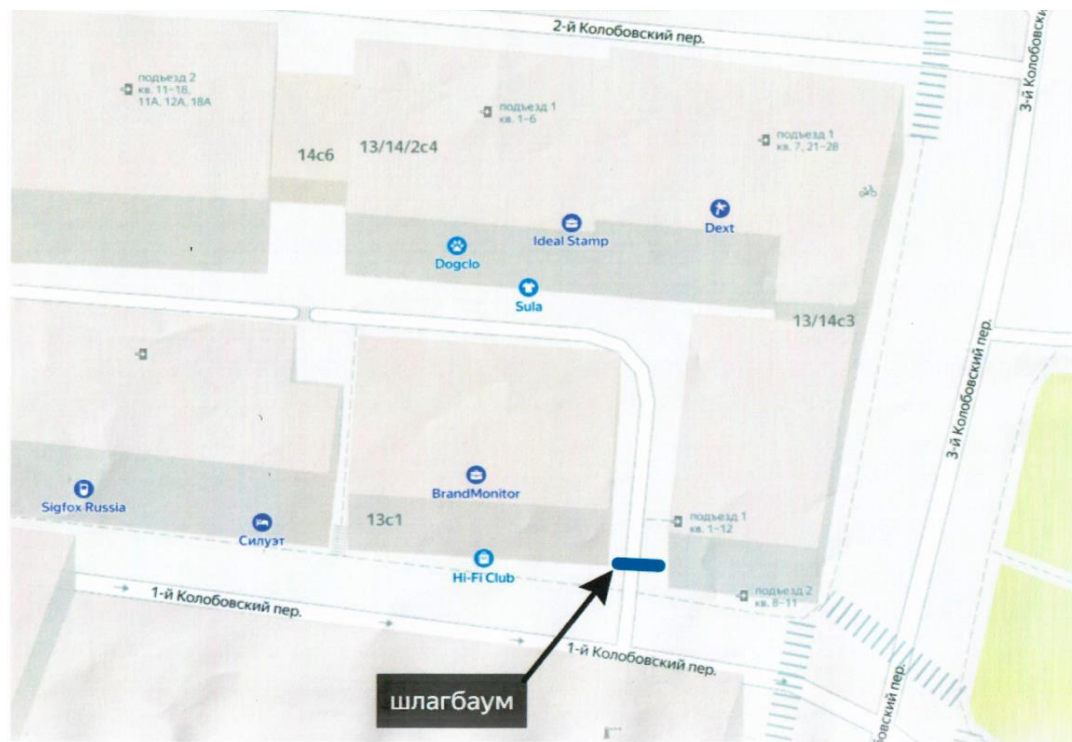 2-й Колобовский пер.
3-й Колобовский
подъезд 2
кв. 11-18,
11А, 12А, 18А
14с6
13/14/2с4
подъезд 1
кв. 1-6
подъезд 1
кв. 7, 21-28
Dext
Ideal Stamp
Dogclo
Sula
13/14с3
3-й Колобовский пер.
BrandMonitor
Sigfox Russia
Силуэт
13с1
подъезд 1
кв. 1-12
Hi-Fi Club
подъезд 2
кв. 8-11
1-й Колобовский пер.
1-й Колобовский пер.
овский пер.
шлагбаум